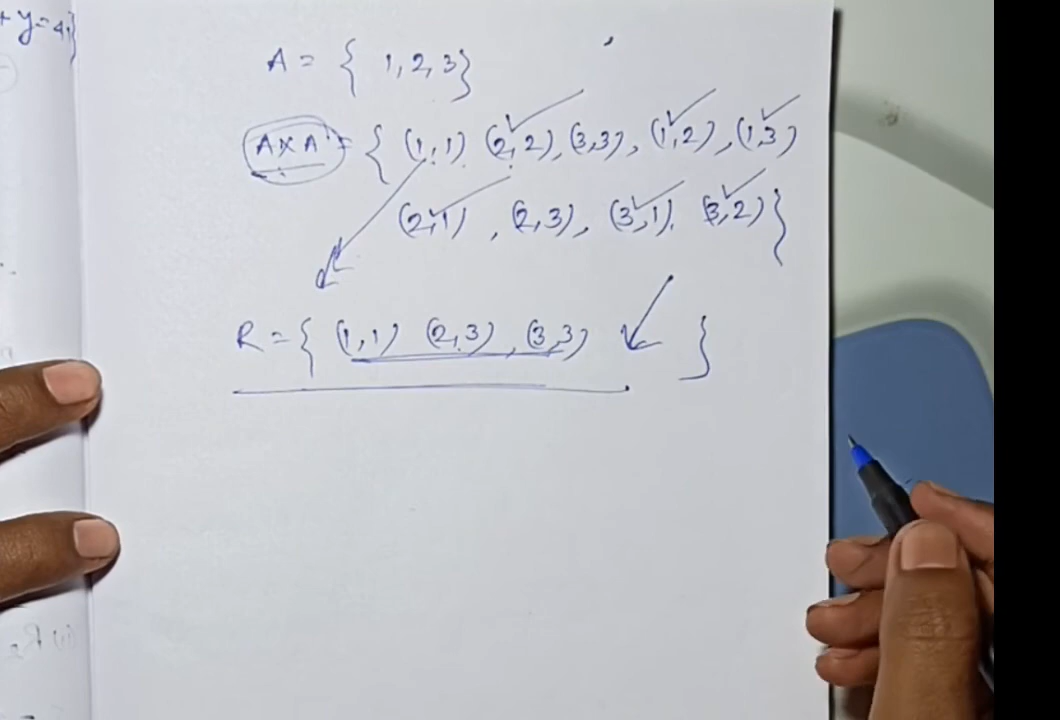 + y = 4}
A = { 1, 2, 3}
A × A = { (1, 1) (2, 2), (3, 3), (1, 2), (1, 3)
(2, 1) , (2, 3), (3, 1), (3, 2) }
R = { (1, 1) (2, 3), (3, 3) }